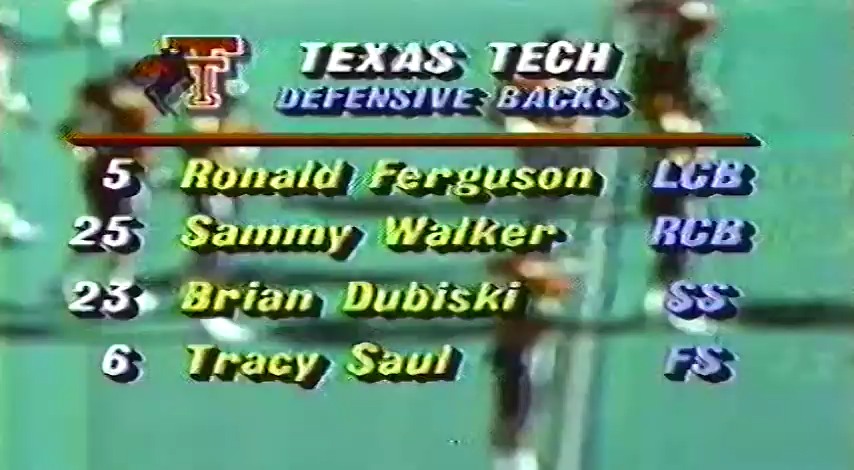 TEXAS TECH
DEFENSIVE BACKS
5 Ronald Ferguson LCB
25 Sammy Walker RCB
23 Brian Dubiski SS
6 Tracy Saul FS